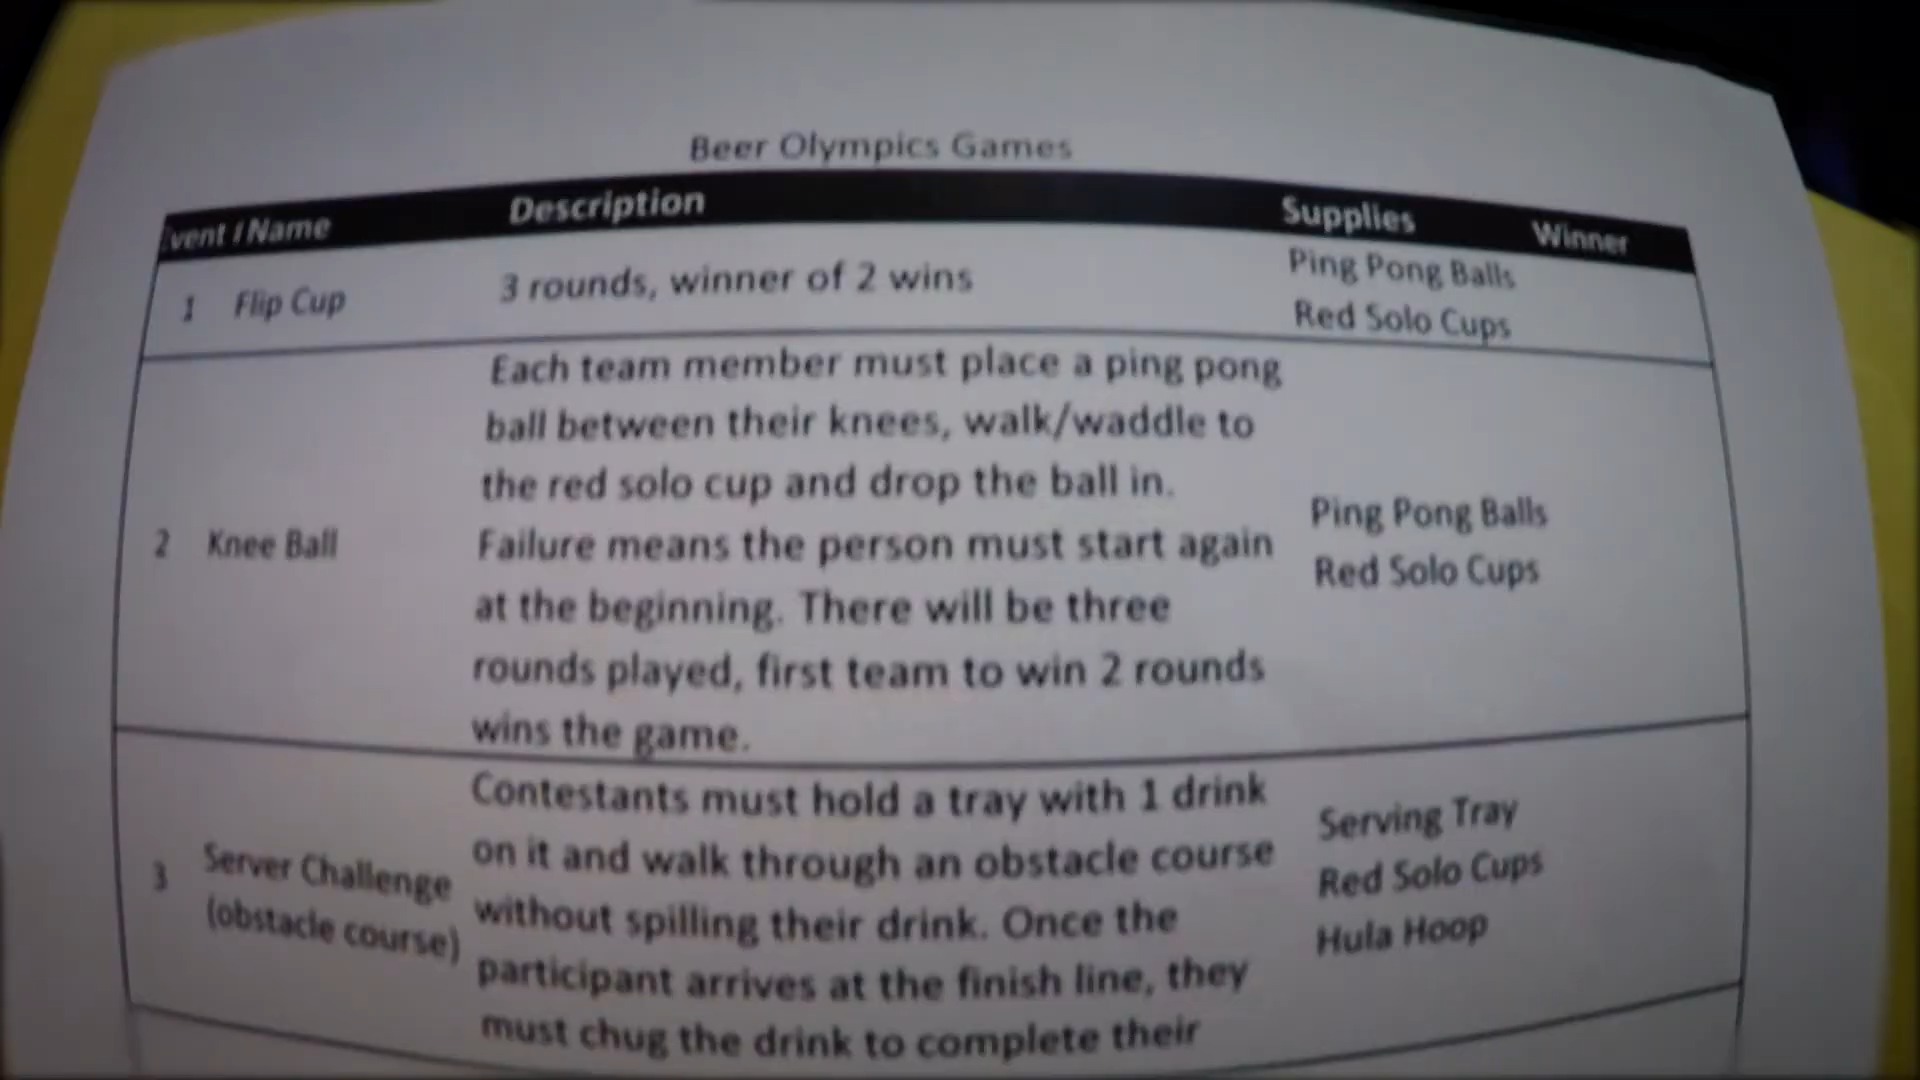 Beer Olympics Games
vent / Name Description Supplies Winner
1 Flip Cup 3 rounds, winner of 2 wins Ping Pong Balls
Red Solo Cups
2 Knee Ball
Each team member must place a ping pong
ball between their knees, walk/waddle to
the red solo cup and drop the ball in.
Failure means the person must start again
at the beginning. There will be three
rounds played, first team to win 2 rounds
wins the game.
Ping Pong Balls
Red Solo Cups
3 Server Challenge
(obstacle course)
Contestants must hold a tray with 1 drink
on it and walk through an obstacle course
without spilling their drink. Once the
participant arrives at the finish line, they
must chug the drink to complete their
Serving Tray
Red Solo Cups
Hula Hoop